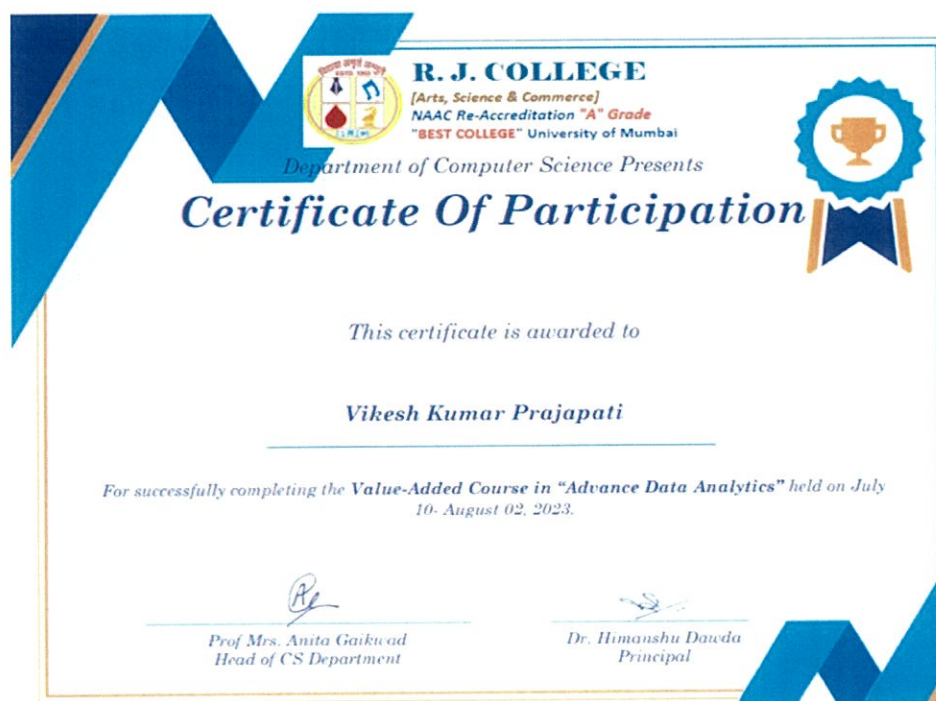 R. J. COLLEGE
[Arts, Science & Commerce]
NAAC Re-Accreditation "A" Grade
"BEST COLLEGE" University of Mumbai
Department of Computer Science Presents
Certificate Of Participation
This certificate is awarded to
Vikesh Kumar Prajapati
For successfully completing the Value-Added Course in “Advance Data Analytics” held on July
10- August 02, 2023.
Prof Mrs. Anita Gaikwad
Head of CS Department
Dr. Himanshu Dawda
Principal